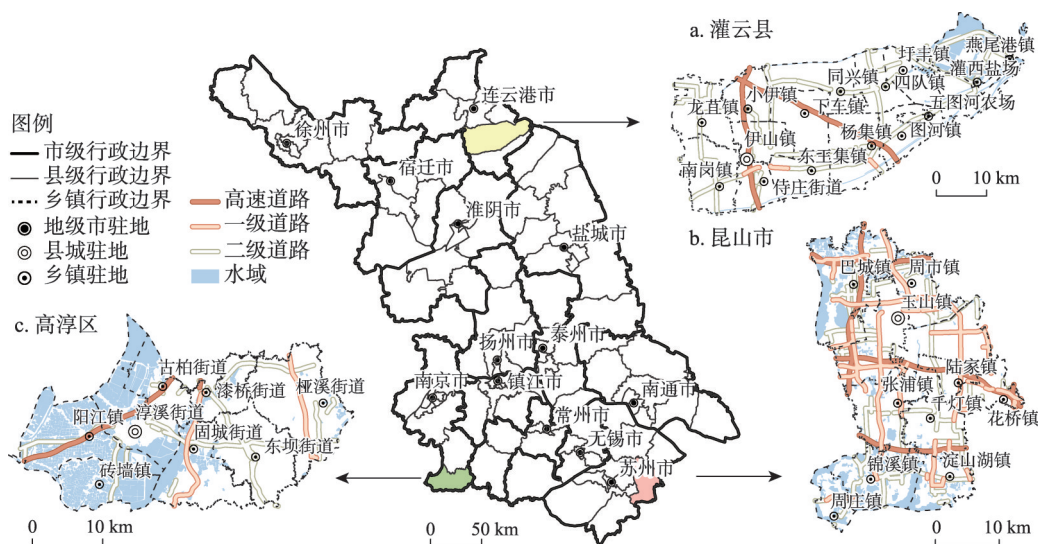 图例
市级行政边界
县级行政边界
乡镇行政边界
地级市驻地
县城驻地
乡镇驻地
高速道路
一级道路
二级道路
水域
连云港市
徐州市
宿迁市
淮阴市
盐城市
扬州市
泰州市
南京市
镇江市
南通市
常州市
无锡市
苏州市
0 50 km
a. 灌云县
燕尾港镇
圩丰镇
灌西盐场
同兴镇
四队镇
小伊镇
龙苴镇
下车镇
五图河农场
杨集镇
图河镇
伊山镇
东王集镇
南岗镇
侍庄街道
0 10 km
b. 昆山市
巴城镇
周市镇
玉山镇
陆家镇
张浦镇
千灯镇
花桥镇
锦溪镇
淀山湖镇
周庄镇
0 10 km
c. 高淳区
古柏街道
漆桥街道
桠溪街道
阳江镇
淳溪街道
固城街道
东坝街道
砖墙镇
0 10 km